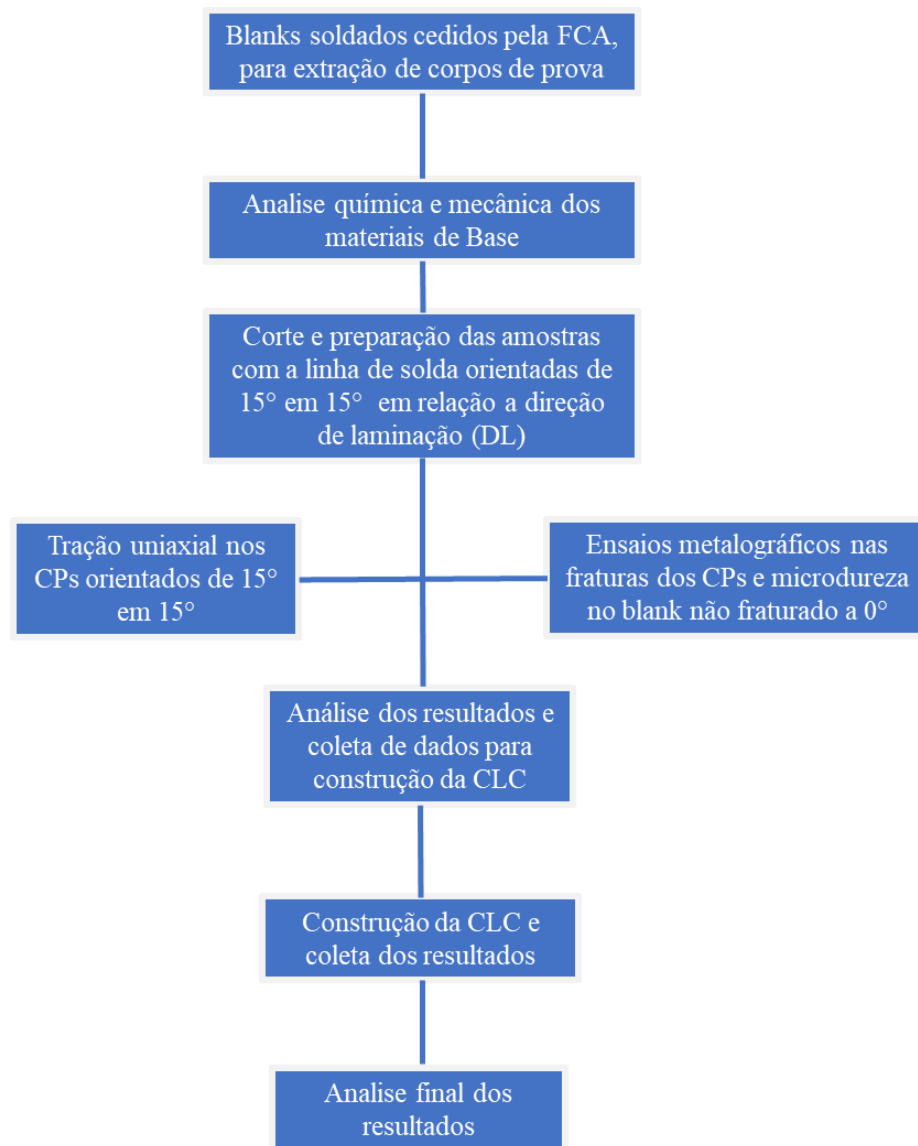 Blanks soldados cedidos pela FCA,
para extração de corpos de prova
Analise química e mecânica dos
materiais de Base
Corte e preparação das amostras
com a linha de solda orientadas de
15° em 15° em relação a direção
de laminação (DL)
Tração uniaxial nos
CPs orientados de 15°
em 15°
Ensaios metalográficos nas
fraturas dos CPs e microdureza
no blank não fraturado a 0°
Análise dos resultados e
coleta de dados para
construção da CLC
Construção da CLC e
coleta dos resultados
Analise final dos
resultados